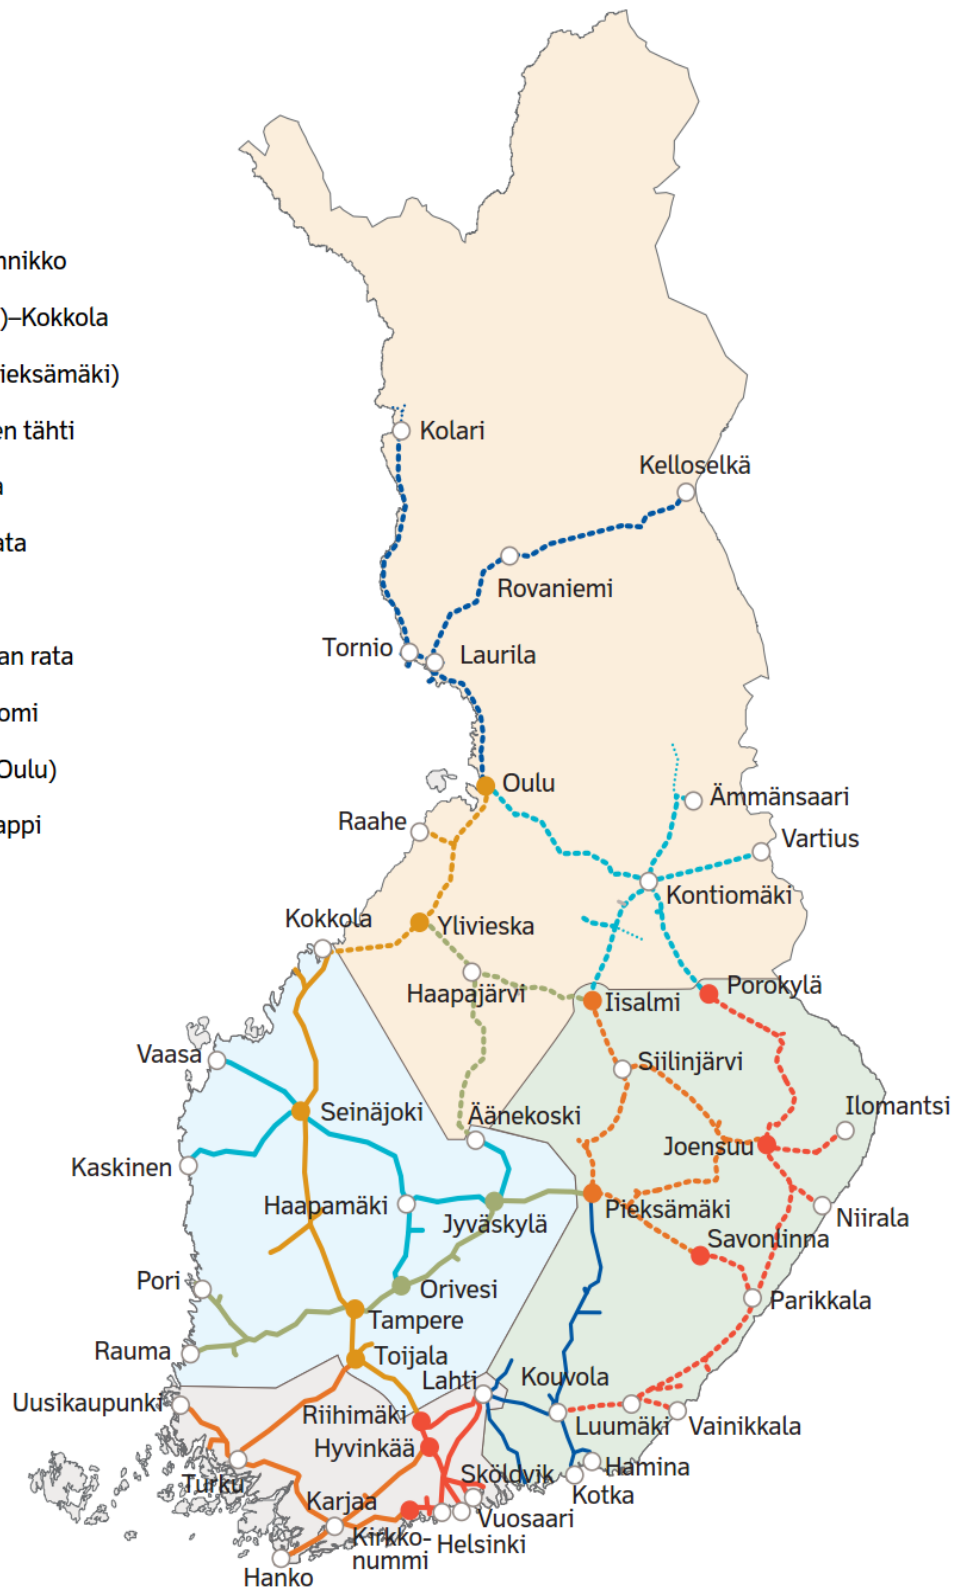 nnikko
)–Kokkola
ieksämäki)
en tähti
a
ata
an rata
omi
Oulu)
appi
Kolari
Kelloselkä
Rovaniemi
Tornio
Laurila
Oulu
Ämmänsaari
Raahe
Vartius
Kontiomäki
Kokkola
Ylivieska
Haapajärvi
Iisalmi
Porokylä
Vaasa
Siilinjärvi
Seinäjoki
Äänekoski
Ilomantsi
Joensuu
Kaskinen
Haapamäki
Jyväskylä
Pieksämäki
Niirala
Savonlinna
Pori
Orivesi
Parikkala
Tampere
Rauma
Toijala
Lahti
Kouvola
Uusikaupunki
Riihimäki
Luumäki
Vainikkala
Hyvinkää
Sköldvik
Hamina
Turku
Kotka
Karjaa
Vuosaari
Kirkko-
nummi
Helsinki
Hanko